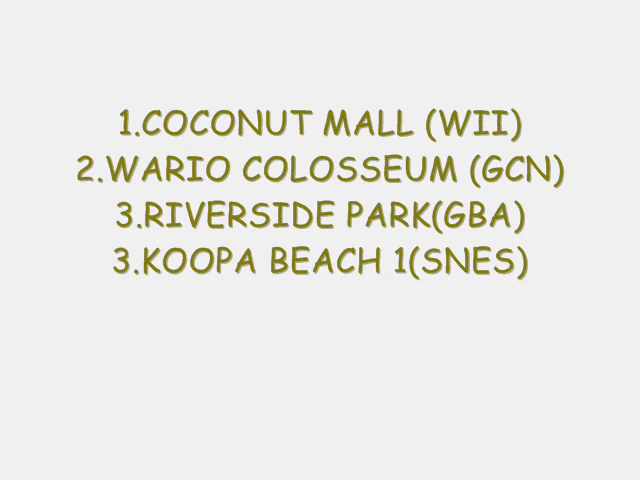 1.COCONUT MALL (WII)
2.WARIO COLOSSEUM (GCN)
3.RIVERSIDE PARK(GBA)
3.KOOPA BEACH 1(SNES)